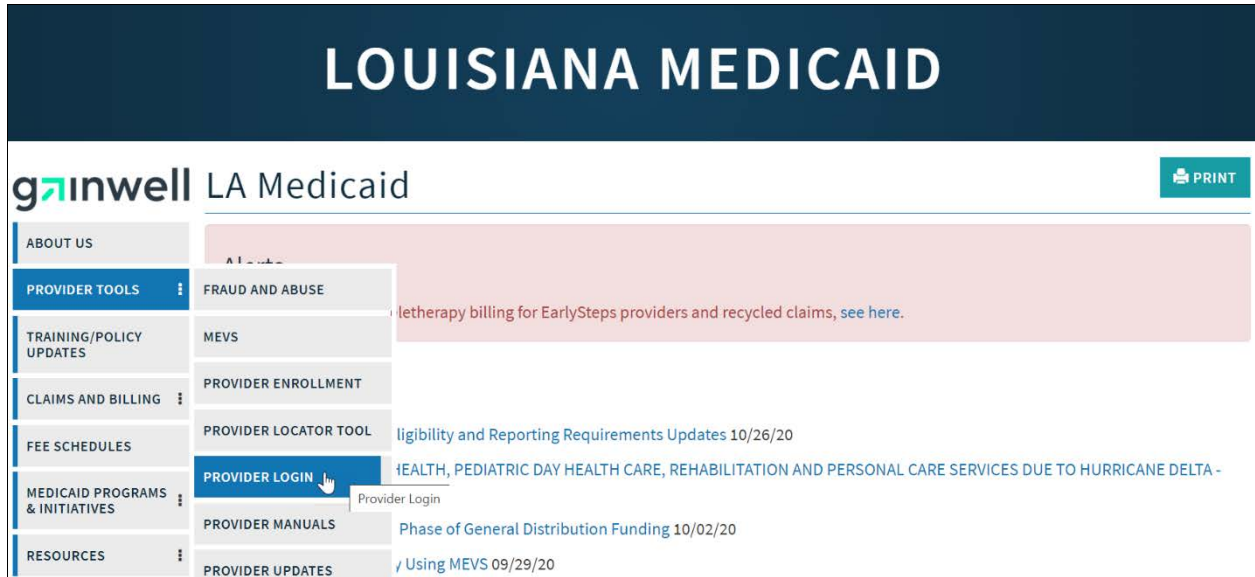 LOUISIANA MEDICAID
gainwell LA Medicaid
PRINT
ABOUT US
PROVIDER TOOLS
TRAINING/POLICY
UPDATES
CLAIMS AND BILLING
FEE SCHEDULES
MEDICAID PROGRAMS
& INITIATIVES
RESOURCES
FRAUD AND ABUSE
MEVS
PROVIDER ENROLLMENT
PROVIDER LOCATOR TOOL
PROVIDER LOGIN
Provider Login
PROVIDER MANUALS
PROVIDER UPDATES
Alerts
letherapy billing for EarlySteps providers and recycled claims, see here.
ligibility and Reporting Requirements Updates 10/26/20
HEALTH, PEDIATRIC DAY HEALTH CARE, REHABILITATION AND PERSONAL CARE SERVICES DUE TO HURRICANE DELTA -
Phase of General Distribution Funding 10/02/20
y Using MEVS 09/29/20